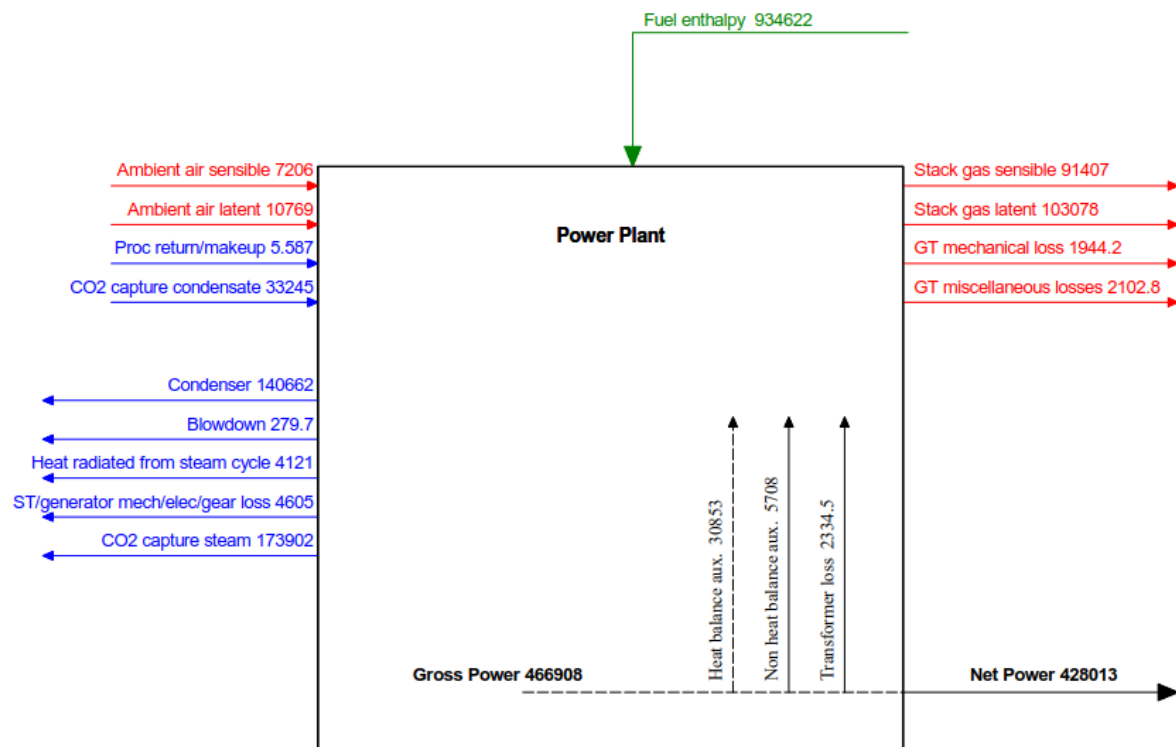 Fuel enthalpy 934622
Ambient air sensible 7206
Ambient air latent 10769
Proc return/makeup 5.587
CO2 capture condensate 33245
Power Plant
Stack gas sensible 91407
Stack gas latent 103078
GT mechanical loss 1944.2
GT miscellaneous losses 2102.8
Condenser 140662
Blowdown 279.7
Heat radiated from steam cycle 4121
ST/generator mech/elec/gear loss 4605
CO2 capture steam 173902
Heat balance aux. 30853
Non heat balance aux. 5708
Transformer loss 2334.5
Gross Power 466908
Net Power 428013